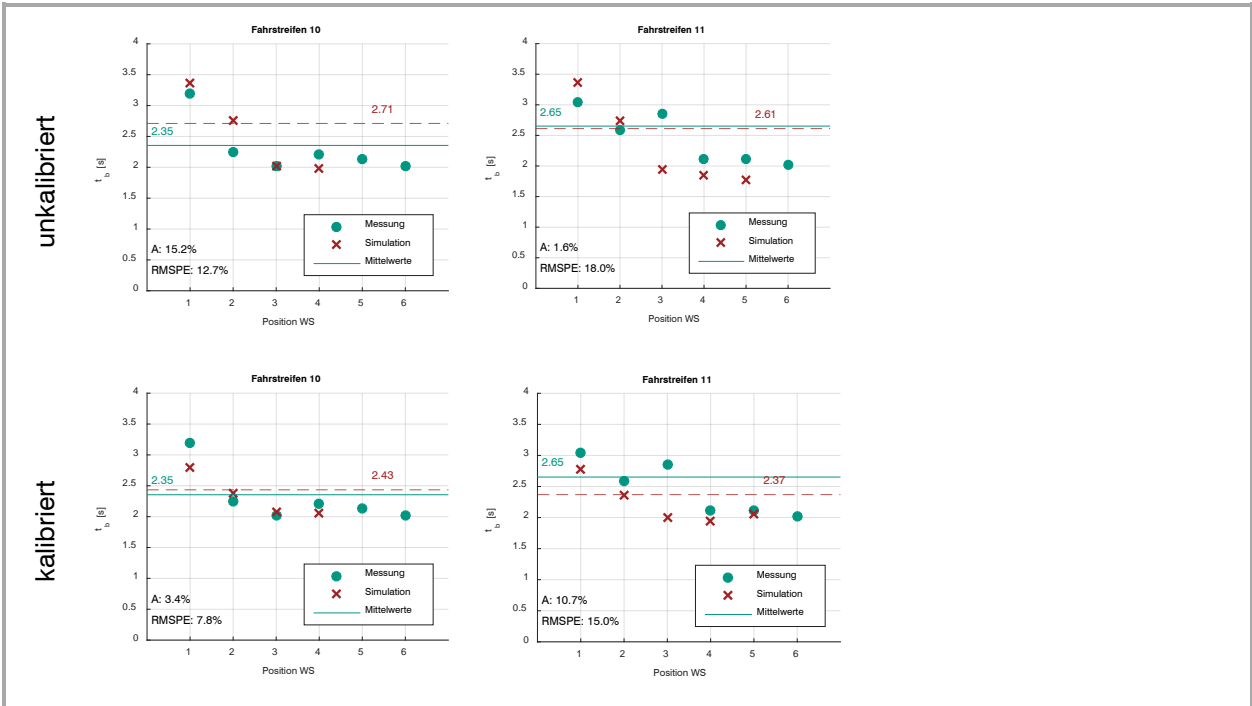 unkalibriert
Fahrstreifen 10
4
3.5
3
2.5
2
1.5
1
0.5
0
t_b [s]
2.71
2.35
Messung
Simulation
Mittelwerte
A: 15.2%
RMSPE: 12.7%
1 2 3 4 5 6
Position WS
Fahrstreifen 11
4
3.5
3
2.5
2
1.5
1
0.5
0
t_b [s]
2.65
2.61
Messung
Simulation
Mittelwerte
A: 1.6%
RMSPE: 18.0%
1 2 3 4 5 6
Position WS
kalibriert
Fahrstreifen 10
4
3.5
3
2.5
2
1.5
1
0.5
0
t_b [s]
2.35
2.43
Messung
Simulation
Mittelwerte
A: 3.4%
RMSPE: 7.8%
1 2 3 4 5 6
Position WS
Fahrstreifen 11
4
3.5
3
2.5
2
1.5
1
0.5
0
t_b [s]
2.65
2.37
Messung
Simulation
Mittelwerte
A: 10.7%
RMSPE: 15.0%
1 2 3 4 5 6
Position WS